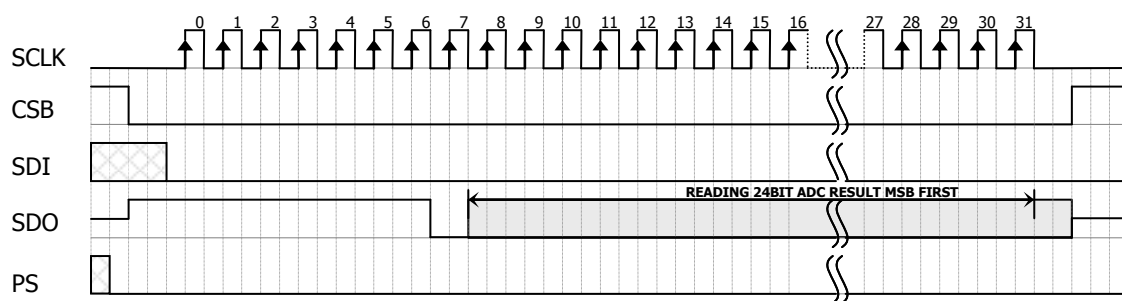 0 1 2 3 4 5 6 7 8 9 10 11 12 13 14 15 16 27 28 29 30 31
SCLK
CSB
SDI
READING 24BIT ADC RESULT MSB FIRST
SDO
PS